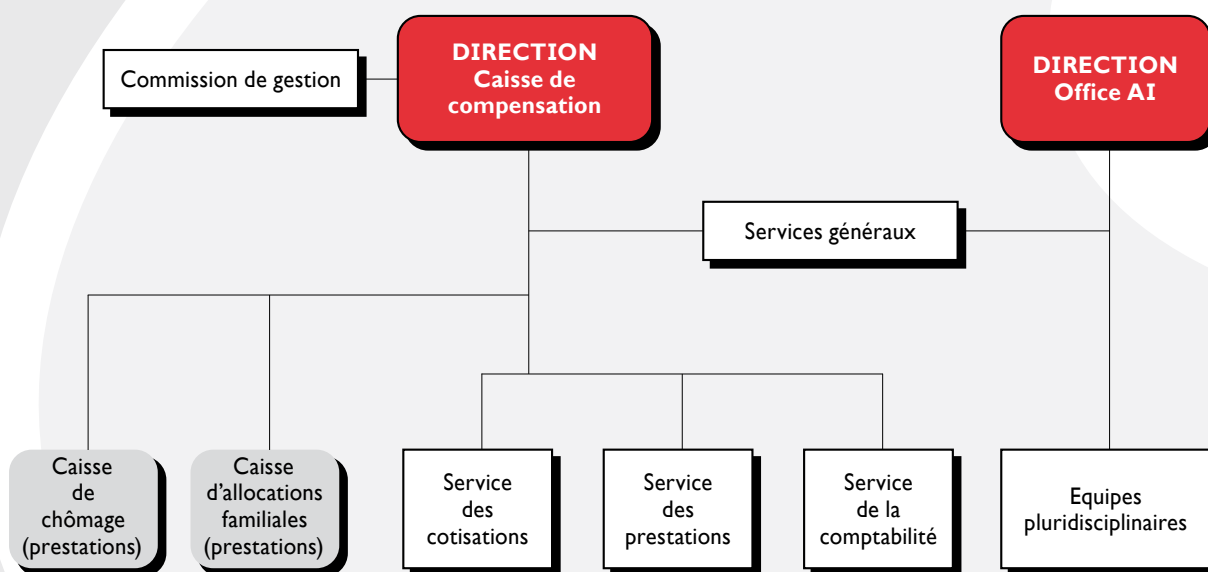 Commission de gestion
DIRECTION
Caisse de
compensation
DIRECTION
Office AI
Services généraux
Caisse
de
chômage
(prestations)
Caisse
d'allocations
familiales
(prestations)
Service
des
cotisations
Service
des
prestations
Service
de la
comptabilité
Equipes
pluridisciplinaires